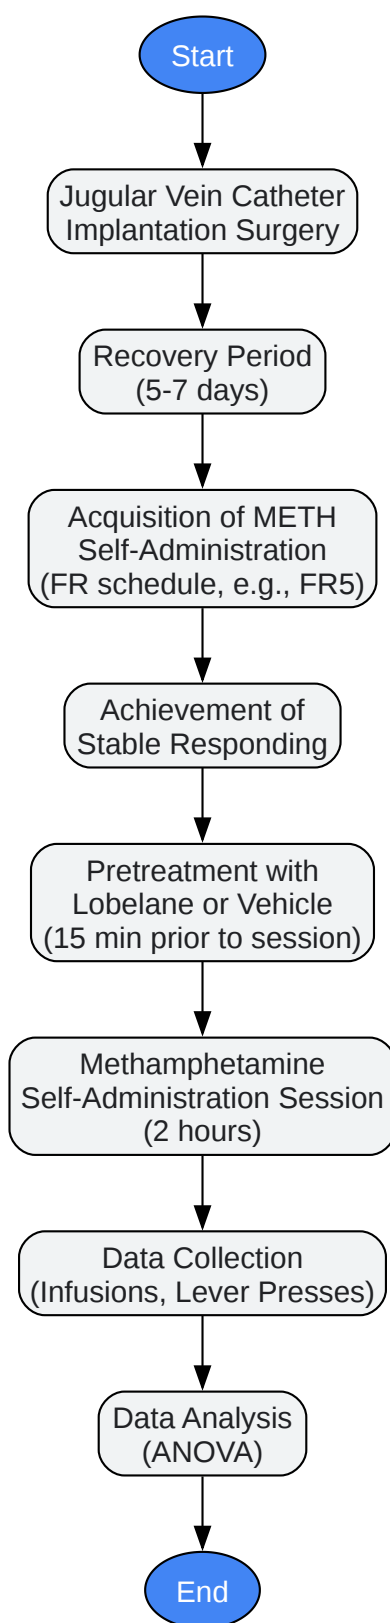 Start
Jugular Vein Catheter
Implantation Surgery
Recovery Period
(5-7 days)
Acquisition of METH
Self-Administration
(FR schedule, e.g., FR5)
Achievement of
Stable Responding
Pretreatment with
Lobelane or Vehicle
(15 min prior to session)
Methamphetamine
Self-Administration Session
(2 hours)
Data Collection
(Infusions, Lever Presses)
Data Analysis
(ANOVA)
End